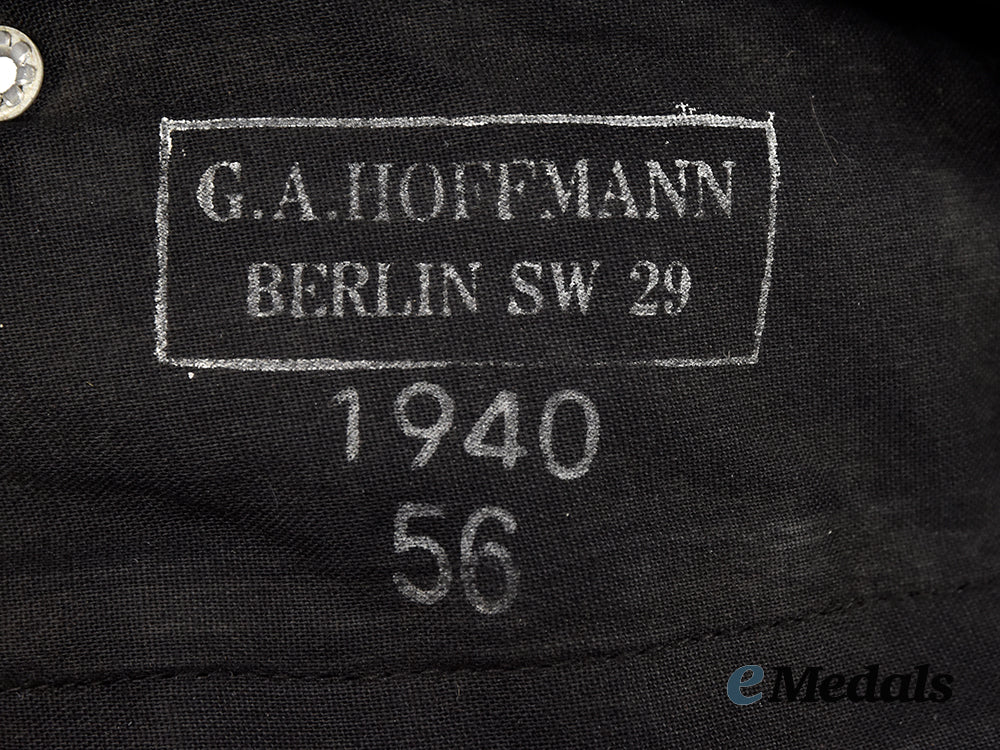 G.A.HOFFMANN
BERLIN SW 29
1940
56
eMedals